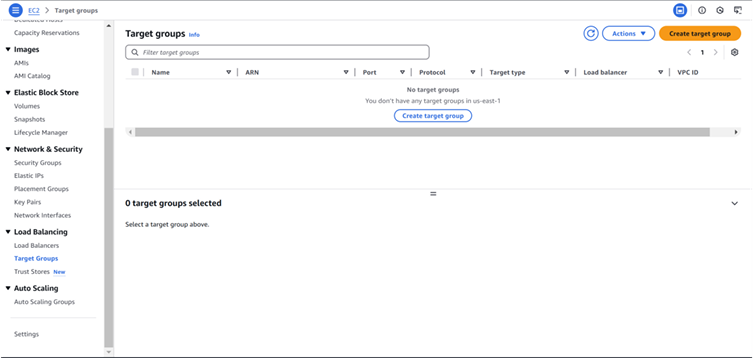 EC2 > Target groups
Dedicated Hosts
Capacity Reservations
Images
AMIs
AMI Catalog
Elastic Block Store
Volumes
Snapshots
Lifecycle Manager
Network & Security
Security Groups
Elastic IPs
Placement Groups
Key Pairs
Network Interfaces
Load Balancing
Load Balancers
Target Groups
Trust Stores New
Auto Scaling
Auto Scaling Groups
Settings
Target groups Info
Actions
Create target group
Filter target groups
1
Name ARN Port Protocol Target type Load balancer VPC ID
No target groups
You don't have any target groups in us-east-1
Create target group
0 target groups selected
Select a target group above.